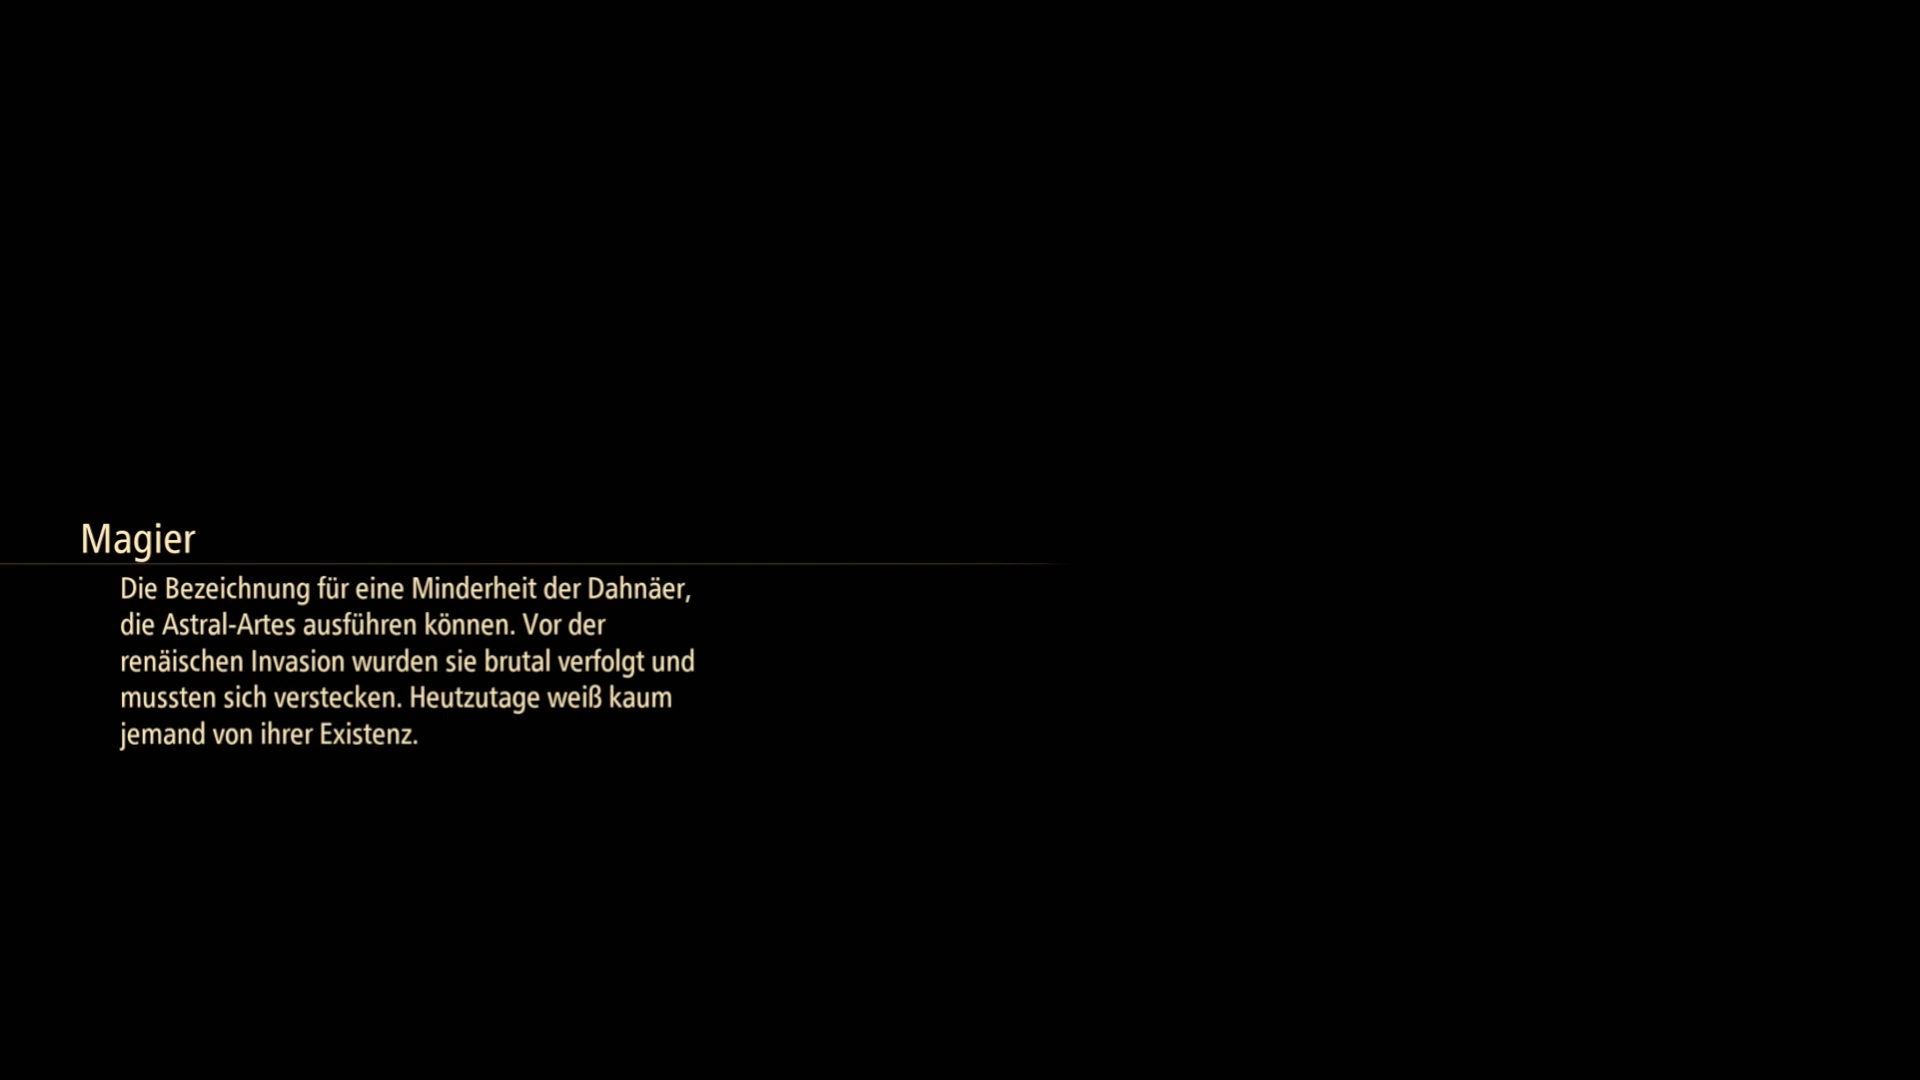 Magier
Die Bezeichnung für eine Minderheit der Dahnäer,
die Astral-Artes ausführen können. Vor der
renäischen Invasion wurden sie brutal verfolgt und
mussten sich verstecken. Heutzutage weiß kaum
jemand von ihrer Existenz.